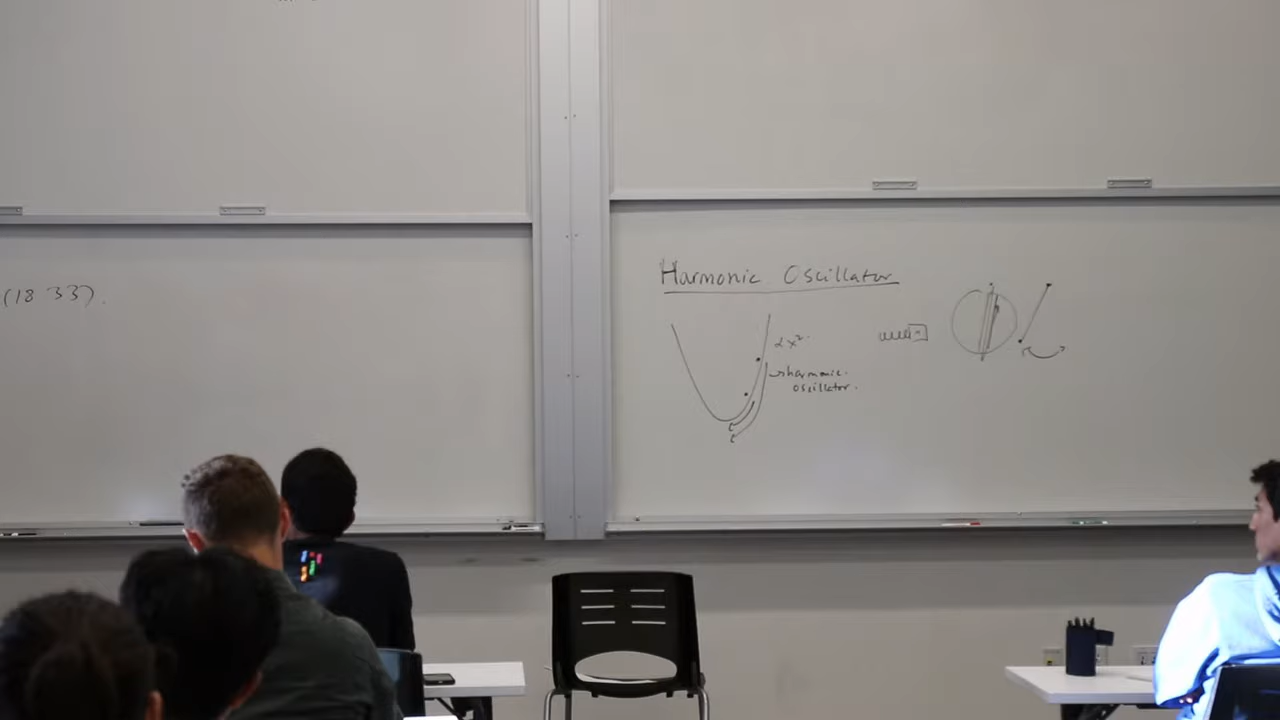 (18 33).
Harmonic Oscillator
αx².
harmonic.
oscillator.